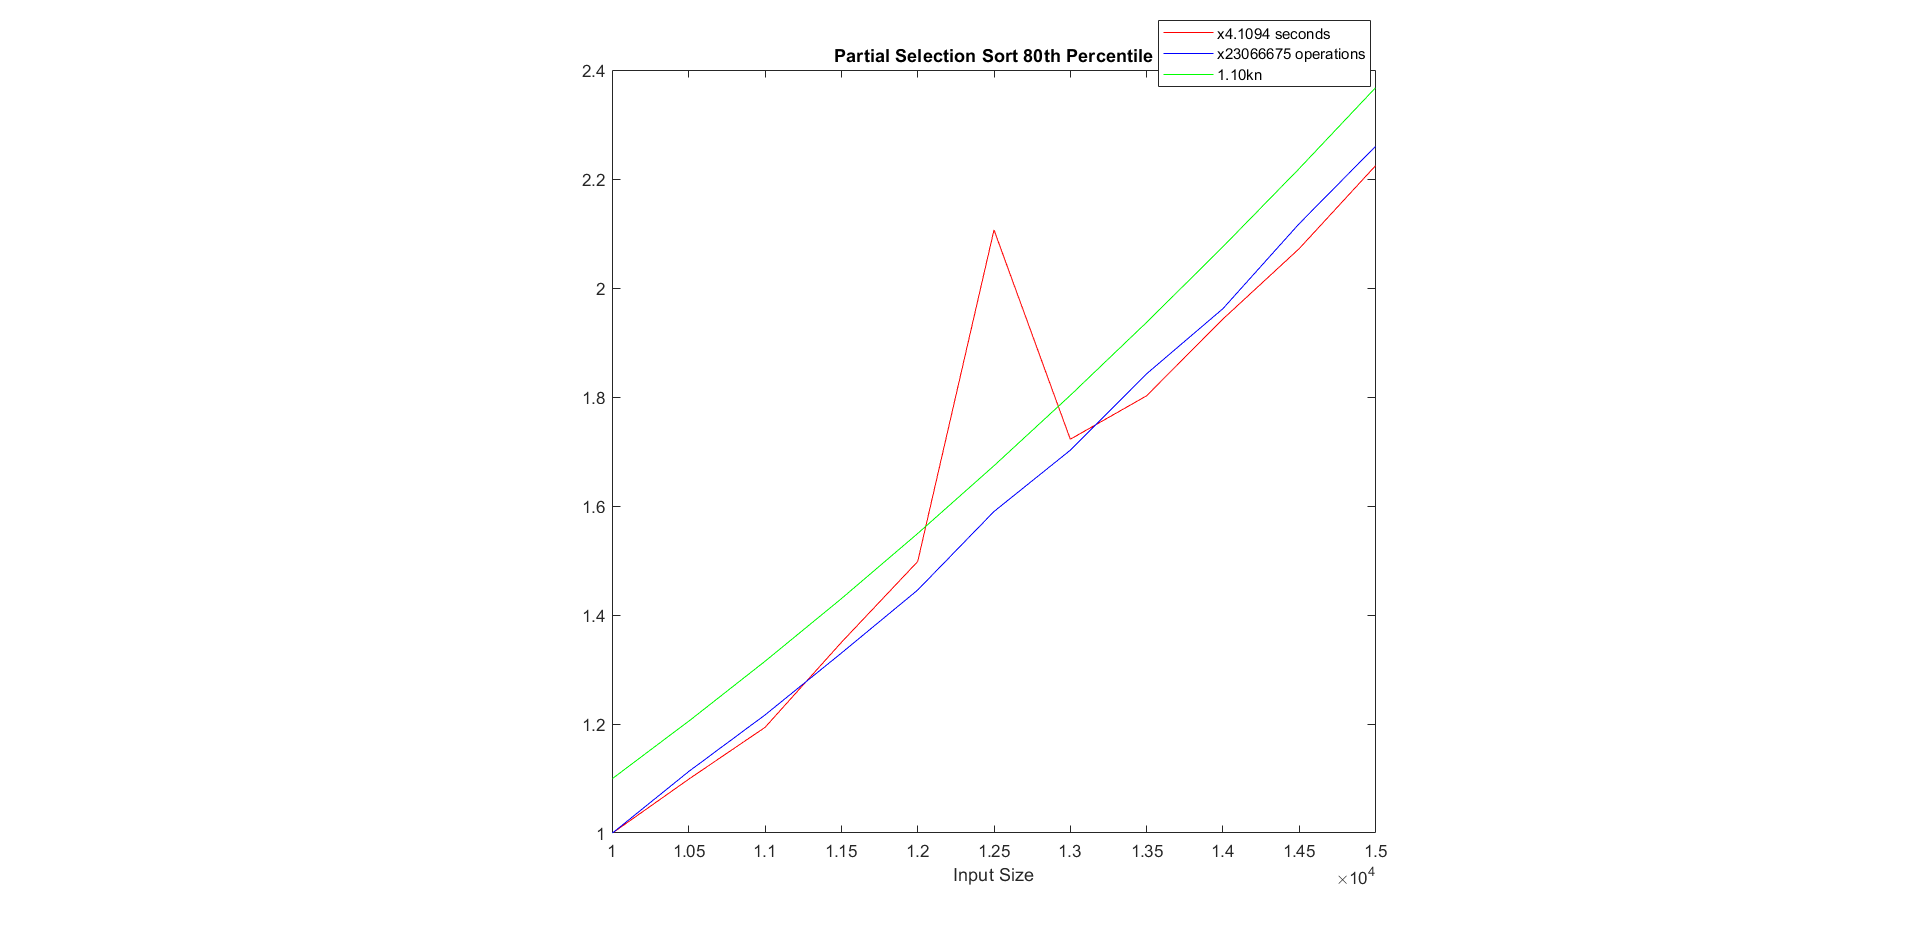 Partial Selection Sort 80th Percentile
x4.1094 seconds
x23066675 operations
1.10kn
2.4
2.2
2
1.8
1.6
1.4
1.2
1
1 1.05 1.1 1.15 1.2 1.25 1.3 1.35 1.4 1.45 1.5
Input Size
×10⁴